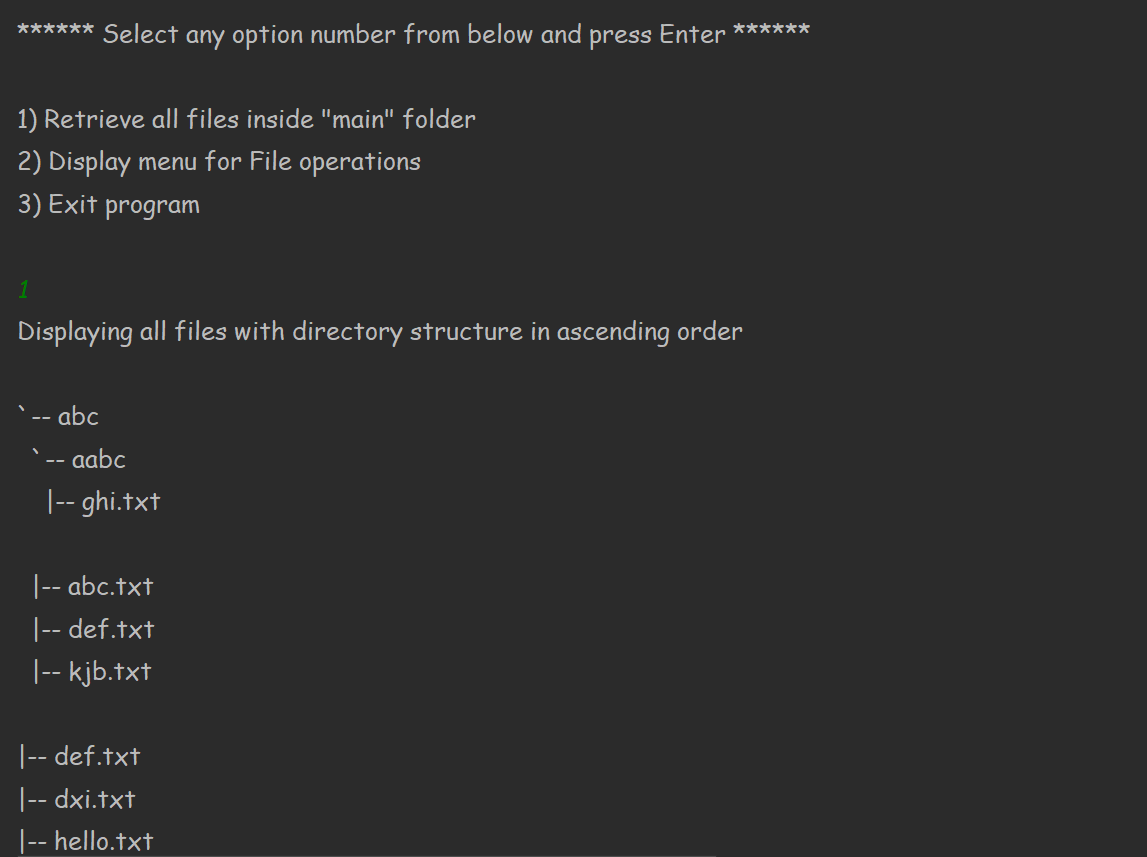 ****** Select any option number from below and press Enter ******
1) Retrieve all files inside "main" folder
2) Display menu for File operations
3) Exit program
1
Displaying all files with directory structure in ascending order
`-- abc
`-- aabc
|-- ghi.txt
|-- abc.txt
|-- def.txt
|-- kjb.txt
|-- def.txt
|-- dxi.txt
|-- hello.txt